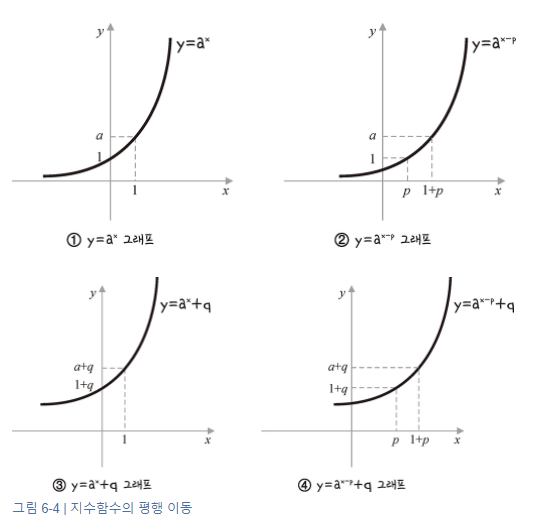 y
y=aˣ
a
1
1
x
① y=aˣ 그래프
y
y=aˣ⁻ᵖ
a
1
p 1+p
x
② y=aˣ⁻ᵖ 그래프
y
y=aˣ+q
a+q
1+q
1
x
③ y=aˣ+q 그래프
y
y=aˣ⁻ᵖ+q
a+q
1+q
p 1+p
x
④ y=aˣ⁻ᵖ+q 그래프
그림 6-4 | 지수함수의 평행 이동